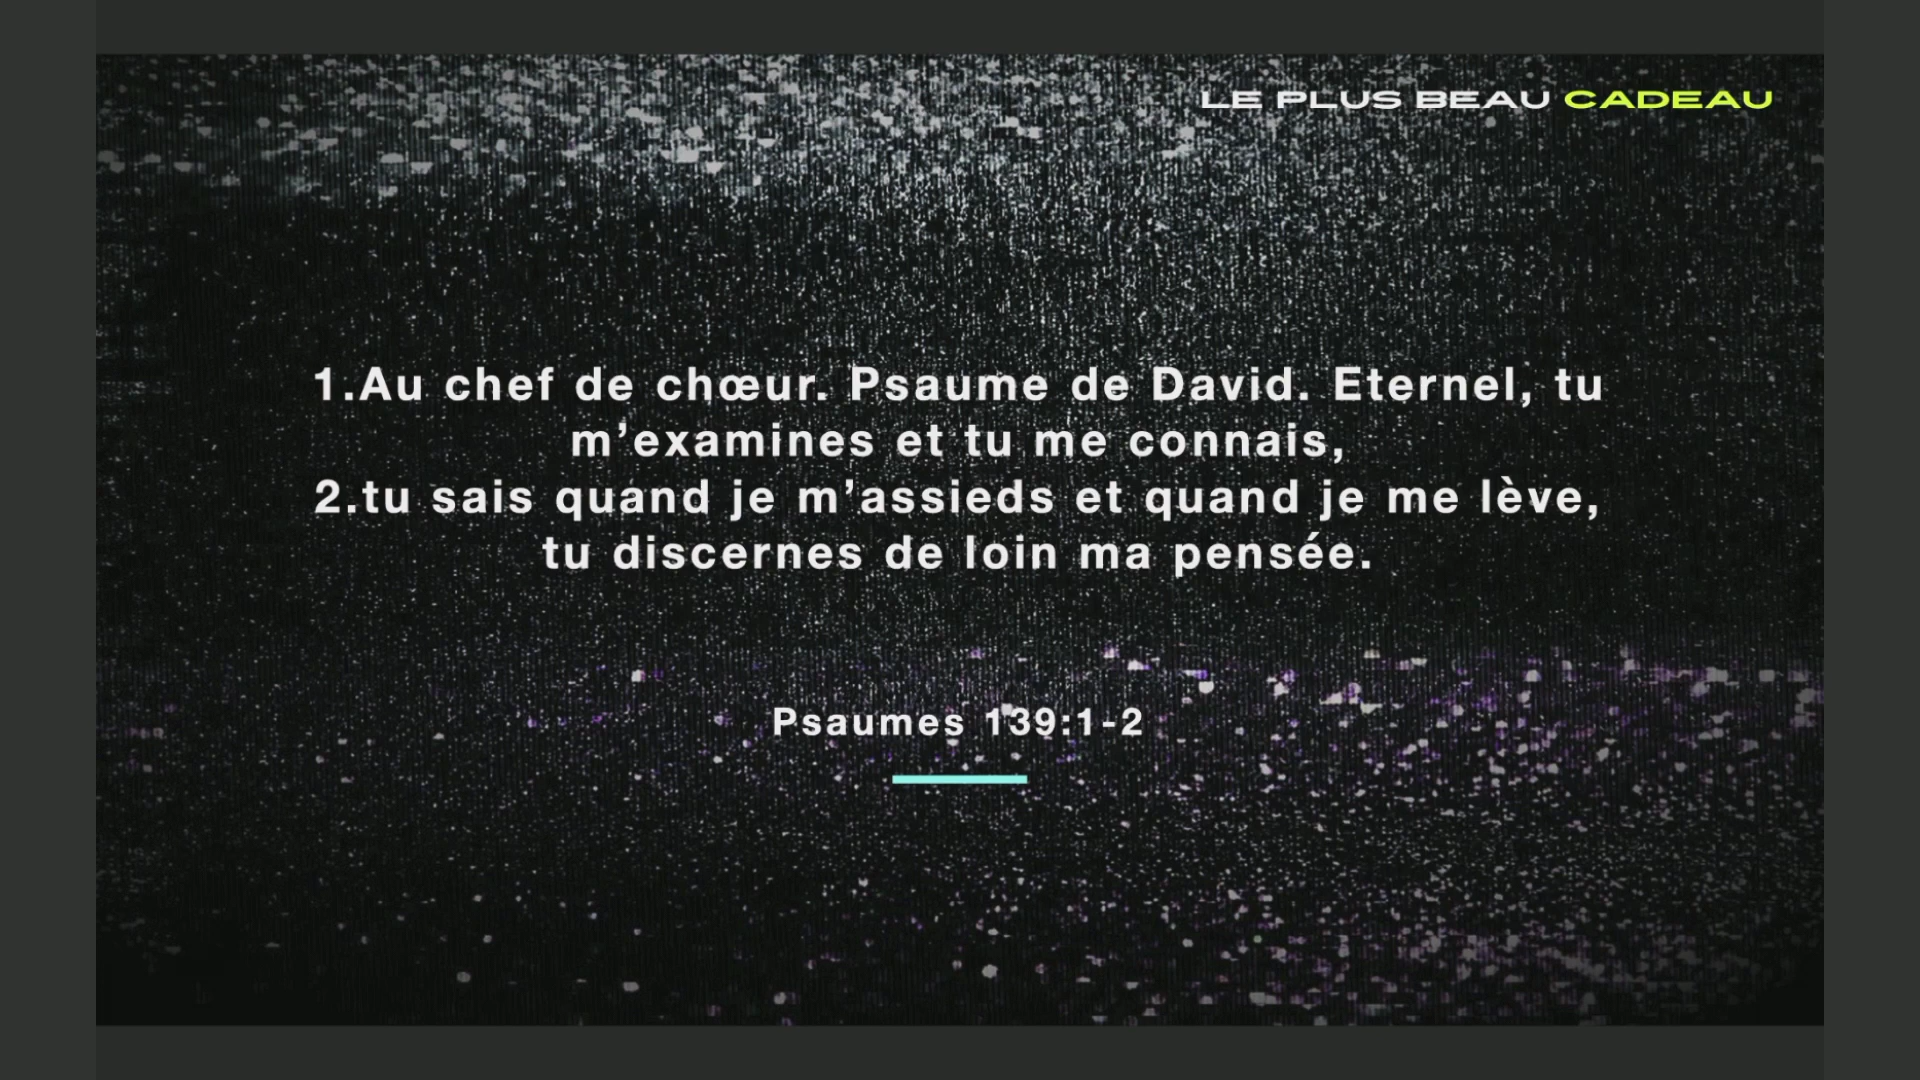 LE PLUS BEAU CADEAU
1.Au chef de chœur. Psaume de David. Eternel, tu
m’examines et tu me connais,
2.tu sais quand je m’assieds et quand je me lève,
tu discernes de loin ma pensée.
Psaumes 139:1-2